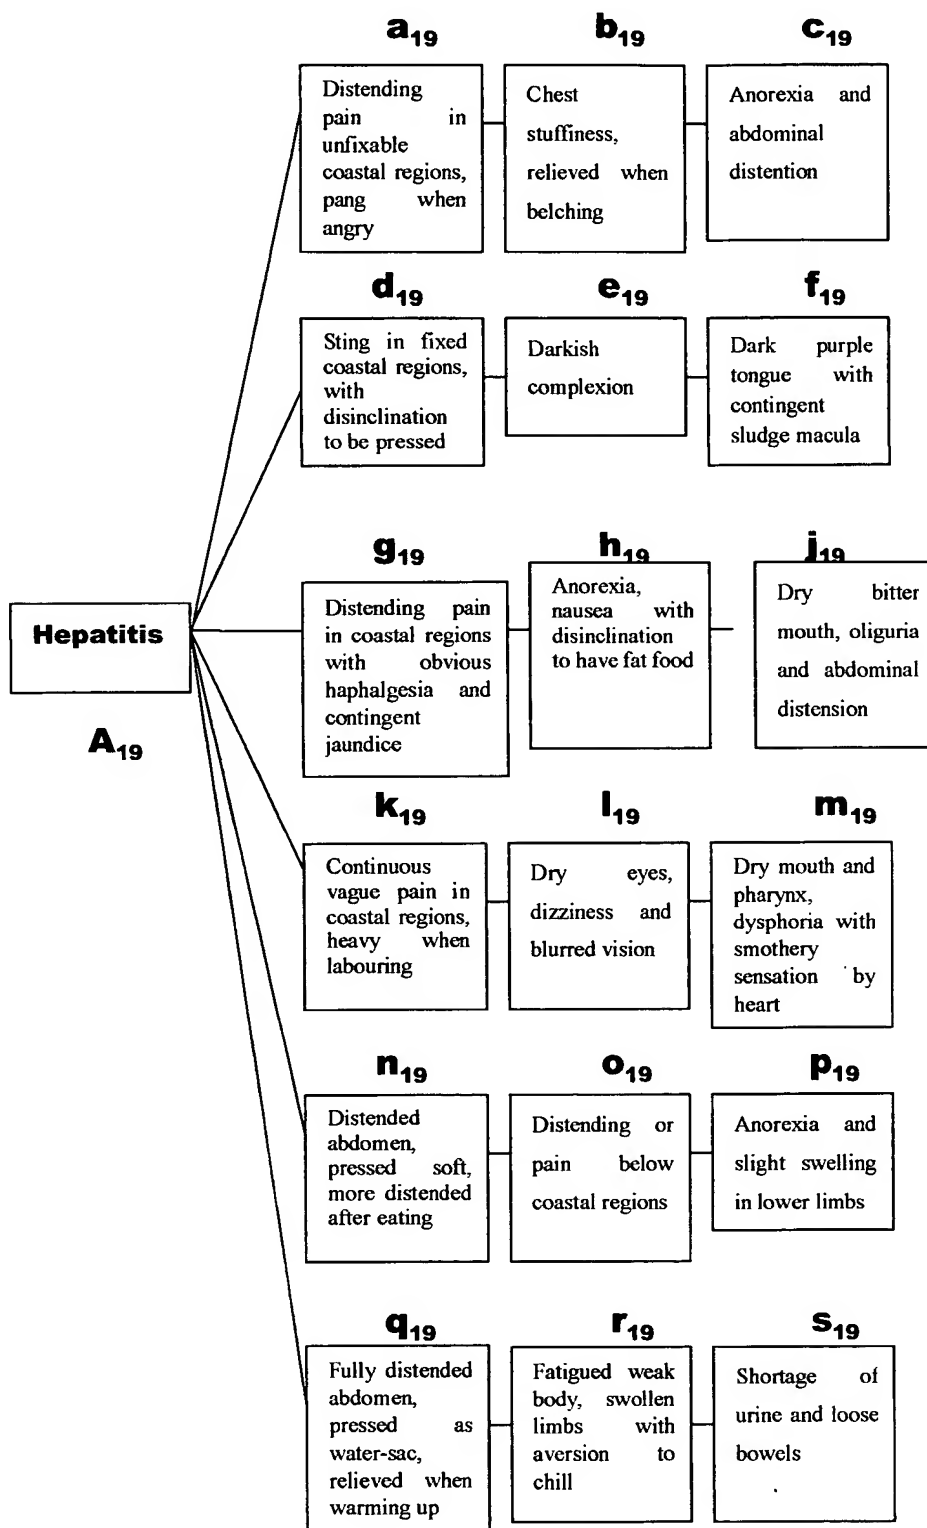 a19 b19 c19
Distending
pain in
unfixable
coastal regions,
pang when
angry
Chest
stuffiness,
relieved when
belching
Anorexia and
abdominal
distention
d19 e19 f19
Sting in fixed
coastal regions,
with
disinclination
to be pressed
Darkish
complexion
Dark purple
tongue with
contingent
sludge macula
g19 h19 j19
Distending pain
in coastal regions
with obvious
haphalgesia and
contingent
jaundice
Anorexia,
nausea with
disinclination
to have fat food
Dry bitter
mouth, oliguria
and abdominal
distension
Hepatitis
A19
k19 l19 m19
Continuous
vague pain in
coastal regions,
heavy when
labouring
Dry eyes,
dizziness and
blurred vision
Dry mouth and
pharynx,
dysphoria with
smothery
sensation by
heart
n19 o19 p19
Distended
abdomen,
pressed soft,
more distended
after eating
Distending or
pain below
coastal regions
Anorexia and
slight swelling
in lower limbs
q19 r19 s19
Fully distended
abdomen,
pressed as
water-sac,
relieved when
warming up
Fatigued weak
body, swollen
limbs with
aversion to
chill
Shortage of
urine and loose
bowels